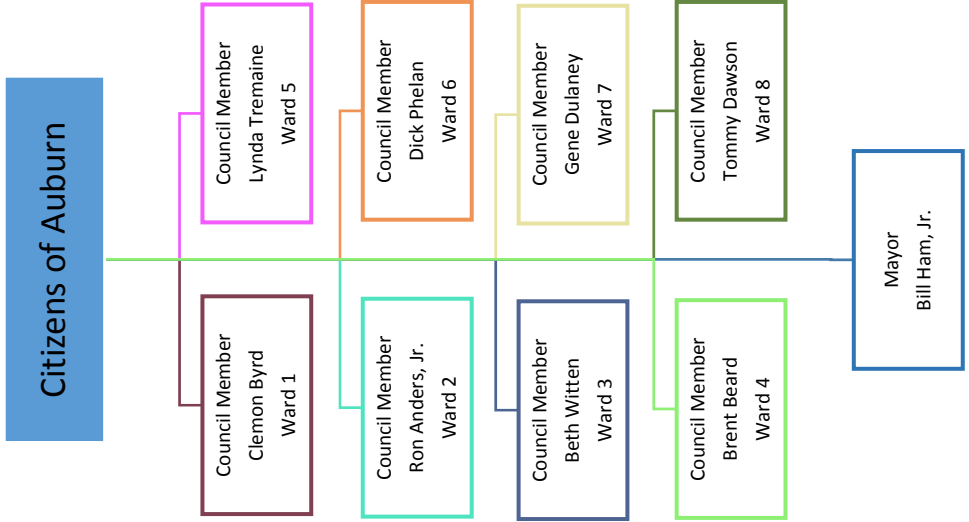 Citizens of Auburn
Council Member
Clemon Byrd
Ward 1
Council Member
Lynda Tremaine
Ward 5
Council Member
Ron Anders, Jr.
Ward 2
Council Member
Dick Phelan
Ward 6
Council Member
Beth Witten
Ward 3
Council Member
Gene Dulaney
Ward 7
Council Member
Brent Beard
Ward 4
Council Member
Tommy Dawson
Ward 8
Mayor
Bill Ham, Jr.